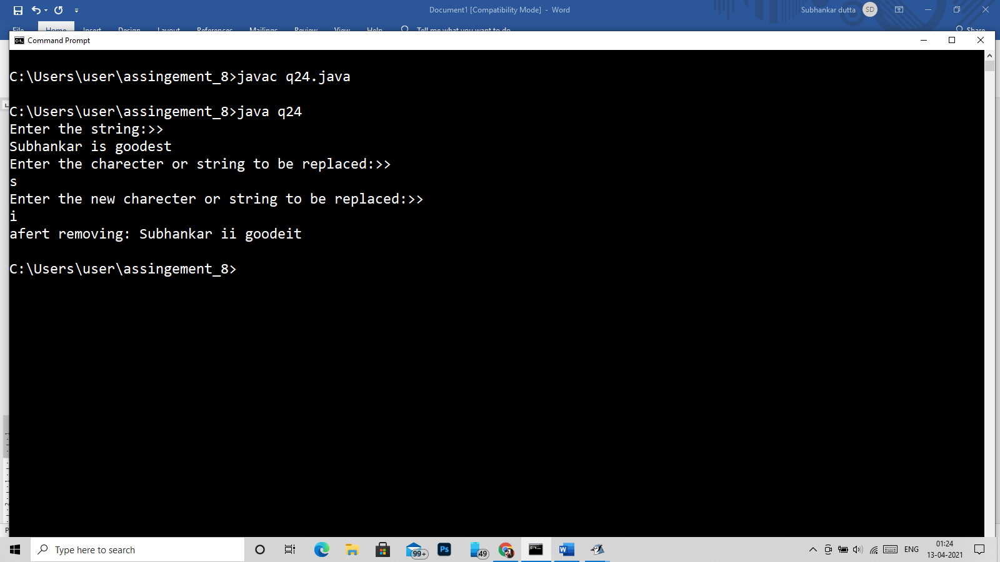 Document1 [Compatibility Mode] - Word
Subhankar dutta
SD
File Home Insert Design Layout References Mailings Review View Help Tell me what you want to do Share
Command Prompt
C:\Users\user\assingement_8>javac q24.java
C:\Users\user\assingement_8>java q24
Enter the string:>>
Subhankar is goodest
Enter the charecter or string to be replaced:>>
s
Enter the new charecter or string to be replaced:>>
i
afert removing: Subhankar ii goodeit
C:\Users\user\assingement_8>
Type here to search
99+
Ps
49
ENG
01:24
13-04-2021